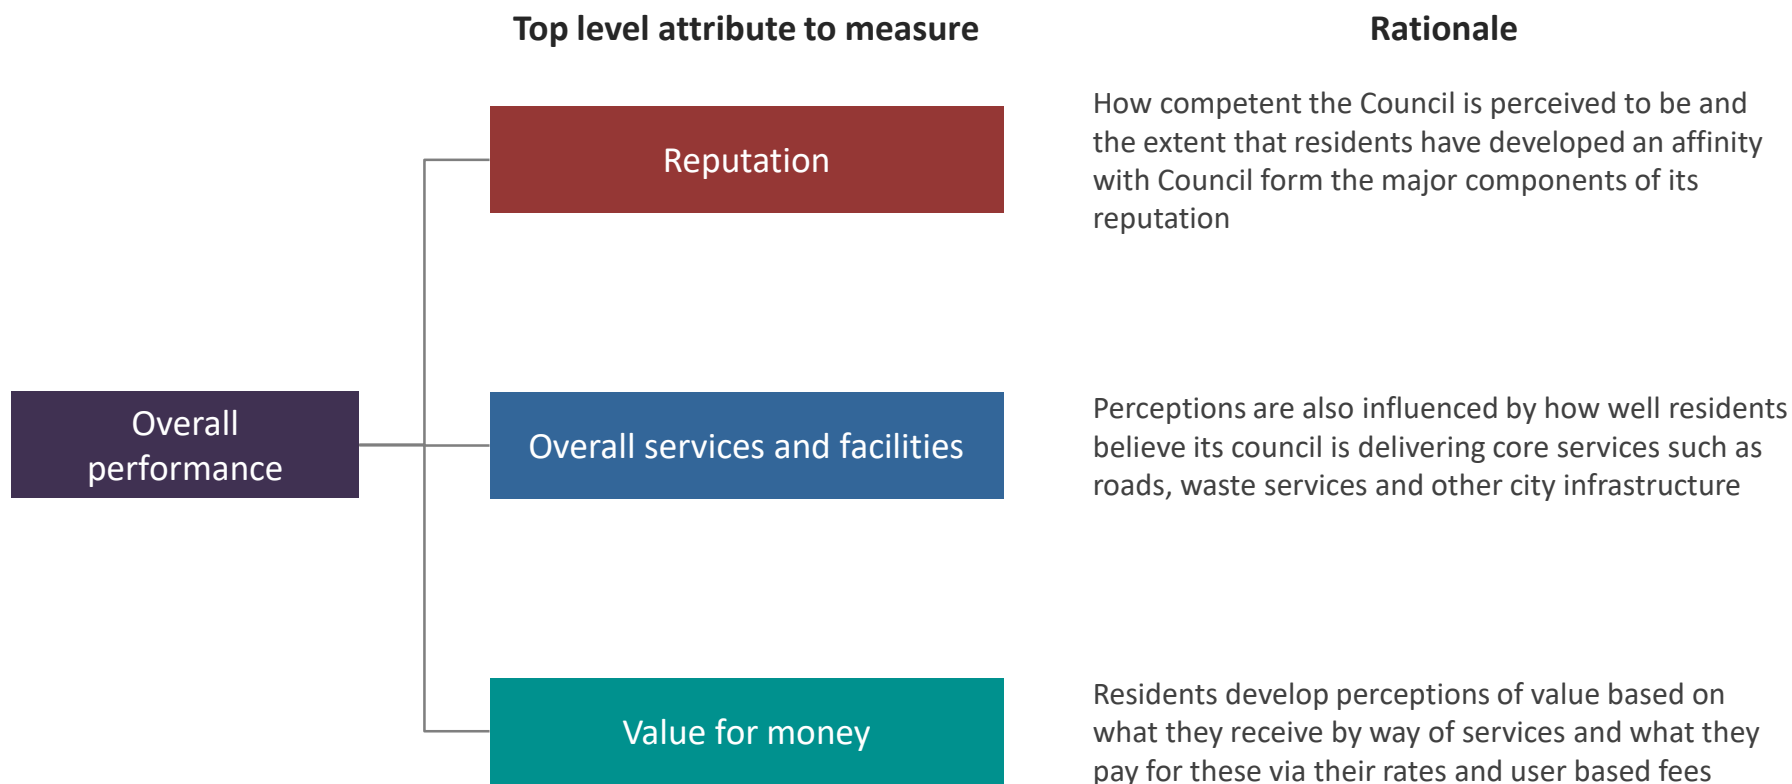 Top level attribute to measure
Rationale
Reputation
How competent the Council is perceived to be and
the extent that residents have developed an affinity
with Council form the major components of its
reputation
Overall
performance
Overall services and facilities
Perceptions are also influenced by how well residents
believe its council is delivering core services such as
roads, waste services and other city infrastructure
Value for money
Residents develop perceptions of value based on
what they receive by way of services and what they
pay for these via their rates and user based fees